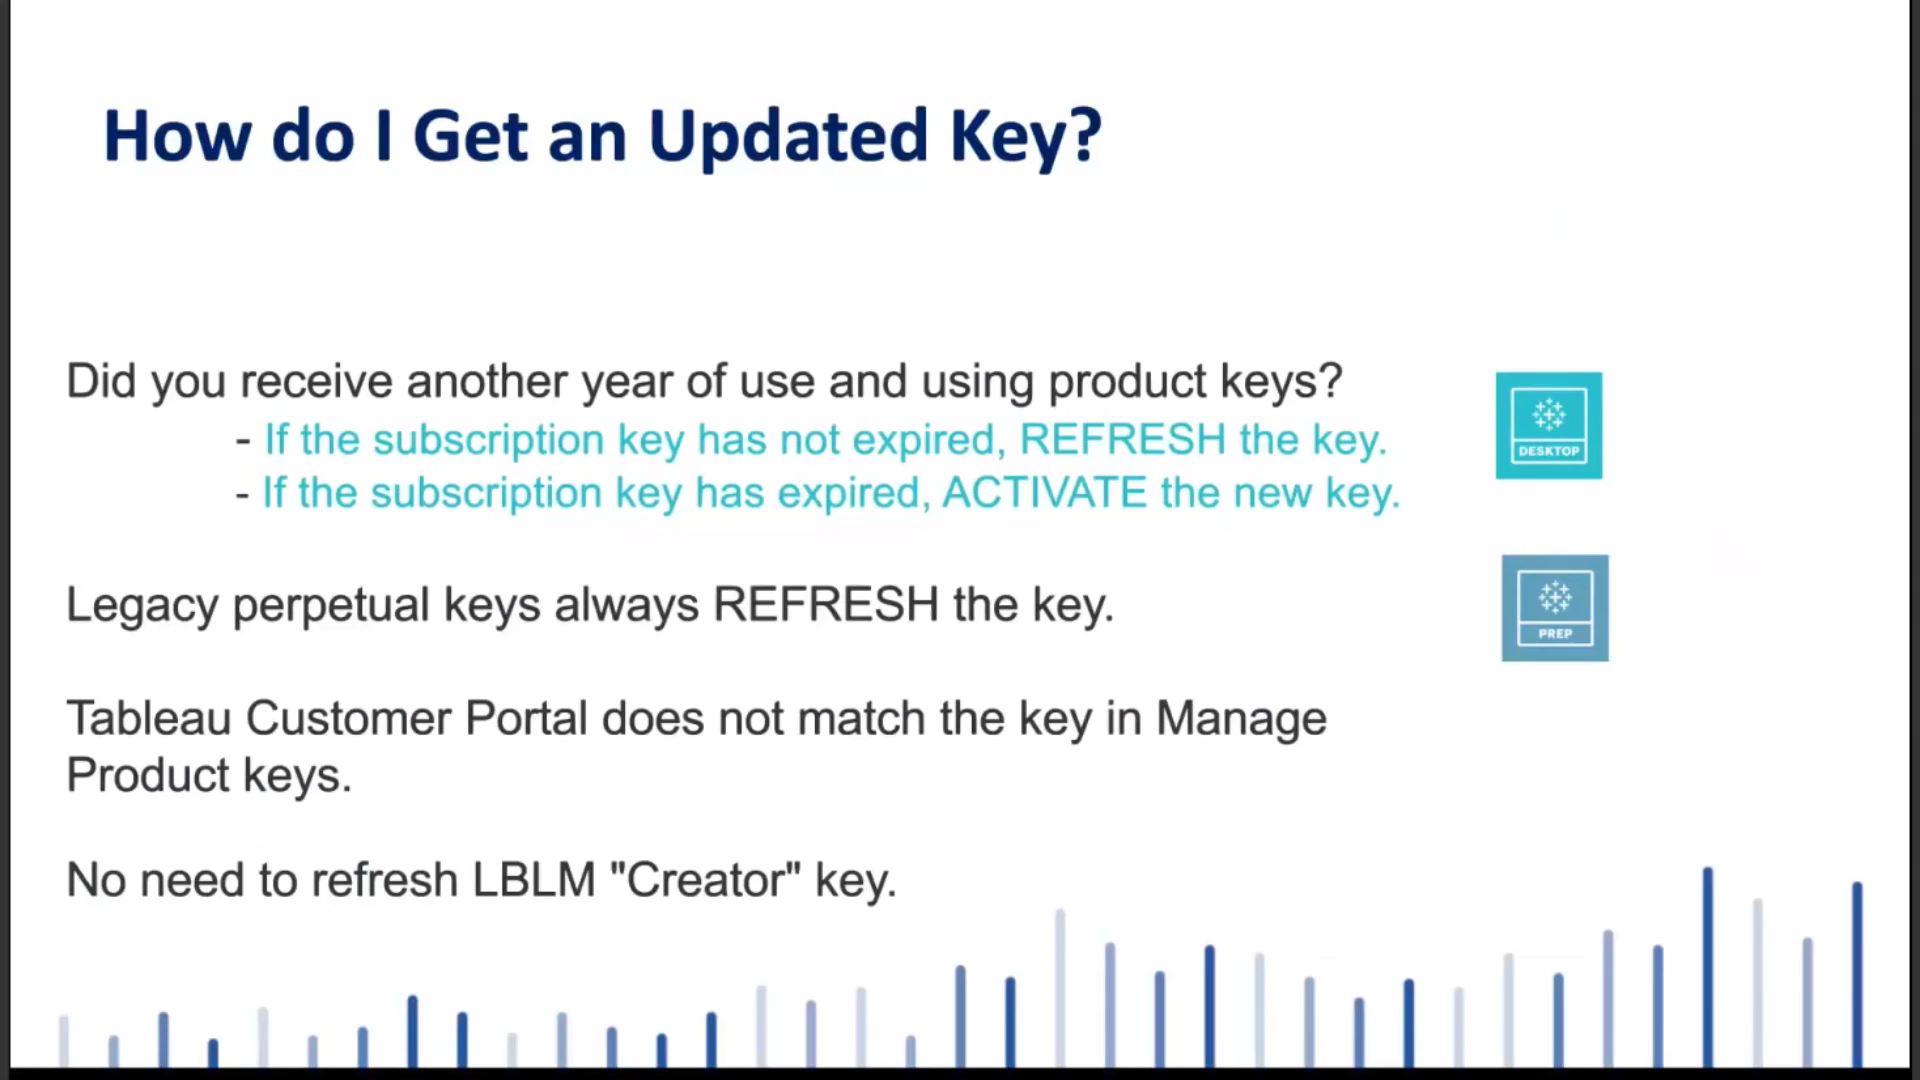 How do I Get an Updated Key?
Did you receive another year of use and using product keys?
- If the subscription key has not expired, REFRESH the key.
- If the subscription key has expired, ACTIVATE the new key.
DESKTOP
Legacy perpetual keys always REFRESH the key.
PREP
Tableau Customer Portal does not match the key in Manage
Product keys.
No need to refresh LBLM "Creator" key.